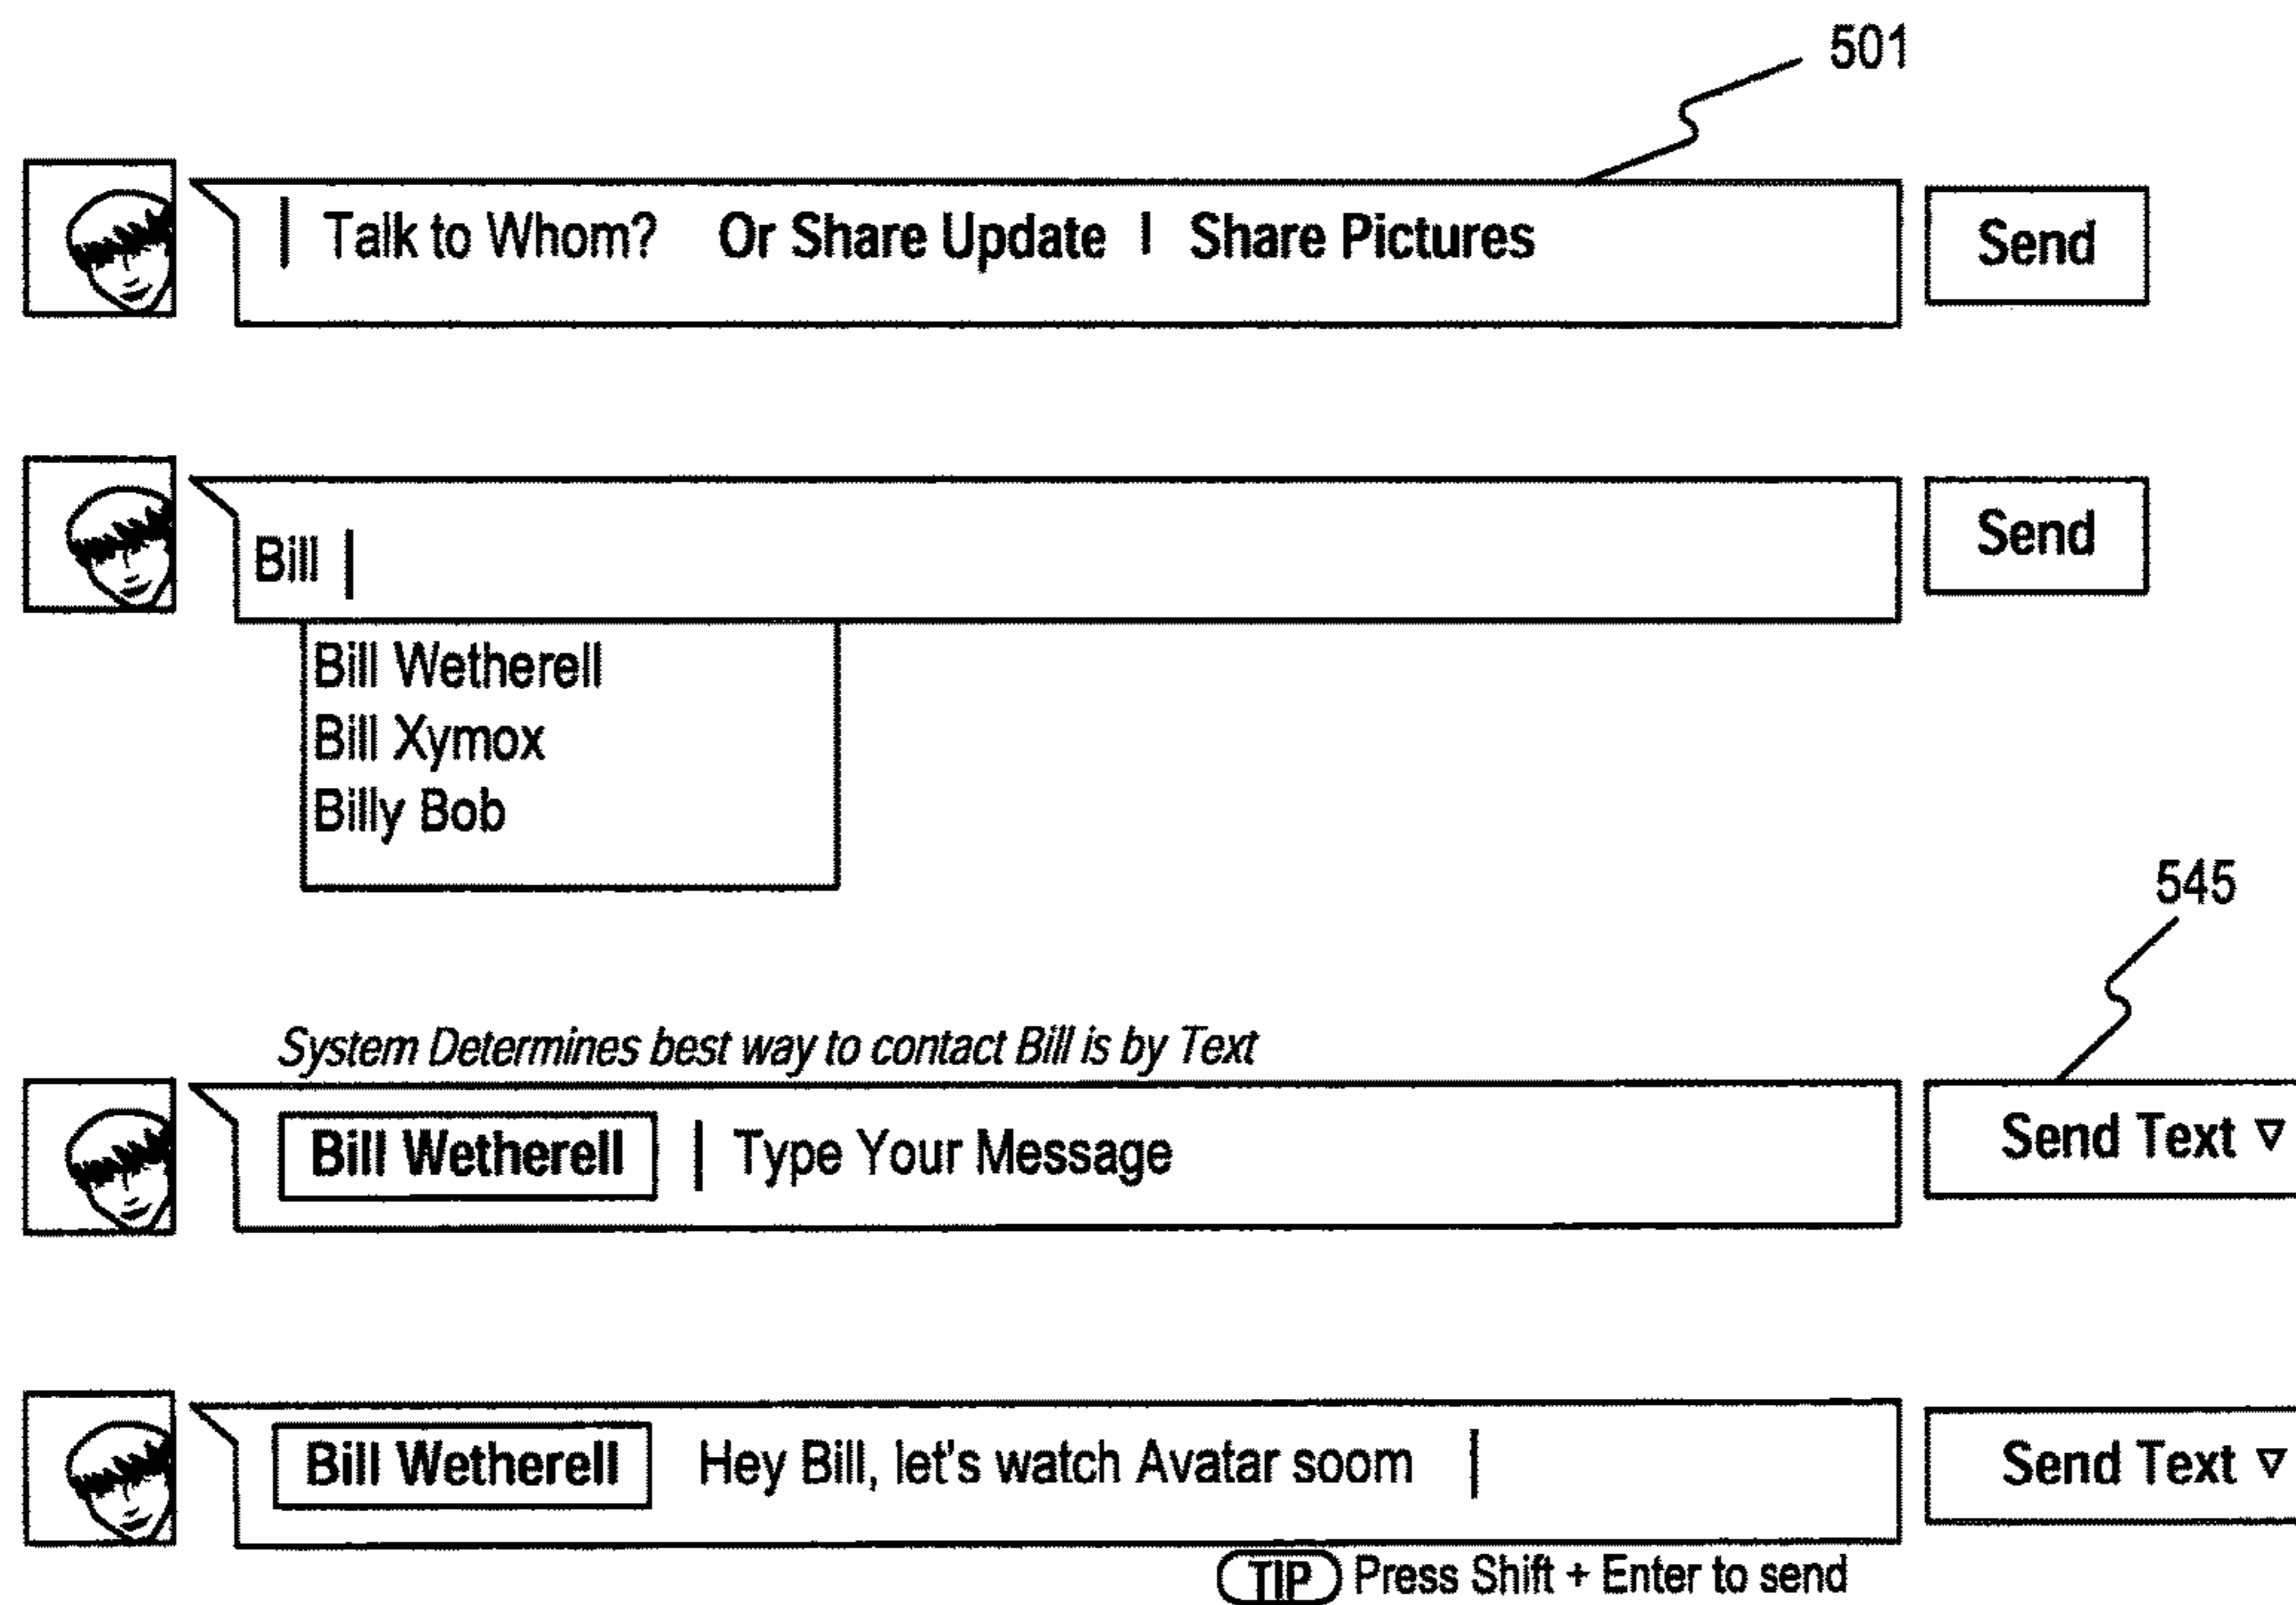 501
Talk to Whom? Or Share Update | Share Pictures Send
Bill Send
Bill Wetherell
Bill Xymox
Billy Bob
545
System Determines best way to contact Bill is by Text
Bill Wetherell Type Your Message Send Text ▿
Bill Wetherell Hey Bill, let's watch Avatar soom Send Text ▿
TIP Press Shift + Enter to send